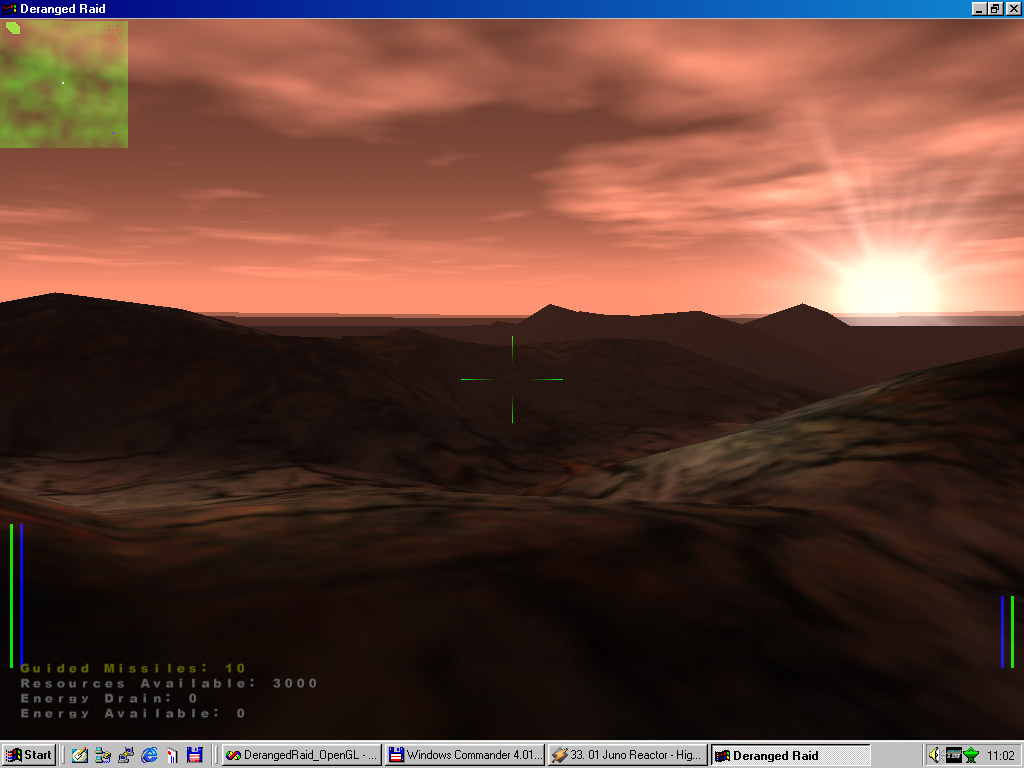 Deranged Raid
Guided Missiles: 10
Resources Available: 3000
Energy Drain: 0
Energy Available: 0
Start
DerangedRaid_OpenGL - ...
Windows Commander 4.01...
33. 01 Juno Reactor - Hig...
Deranged Raid
11:02